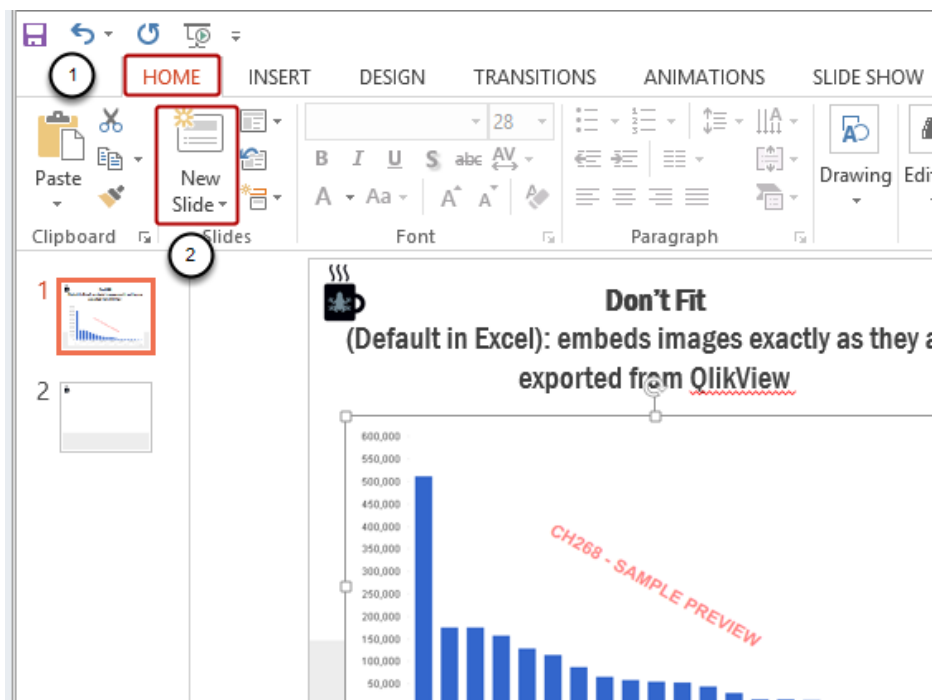 1
HOME INSERT DESIGN TRANSITIONS ANIMATIONS SLIDE SHOW
28
B I U S abc AV
Paste New Slide Drawing
A Aa A A
Clipboard Slides Font Paragraph
2
1
Don't Fit
(Default in Excel): embeds images exactly as they
exported from QlikView
2
600,000
550,000
500,000
450,000
400,000
350,000
300,000
250,000
200,000
150,000
100,000
50,000
CH268 - SAMPLE PREVIEW